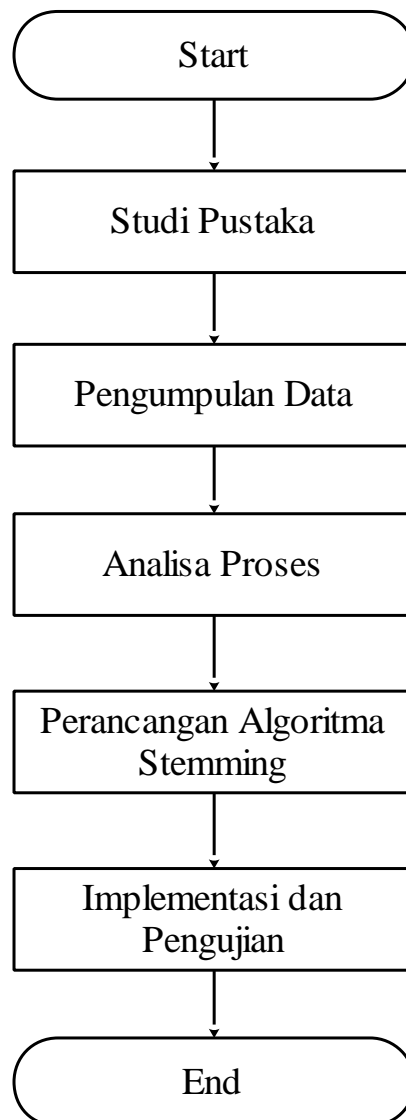 Start
Studi Pustaka
Pengumpulan Data
Analisa Proses
Perancangan Algoritma
Stemming
Implementasi dan
Pengujian
End